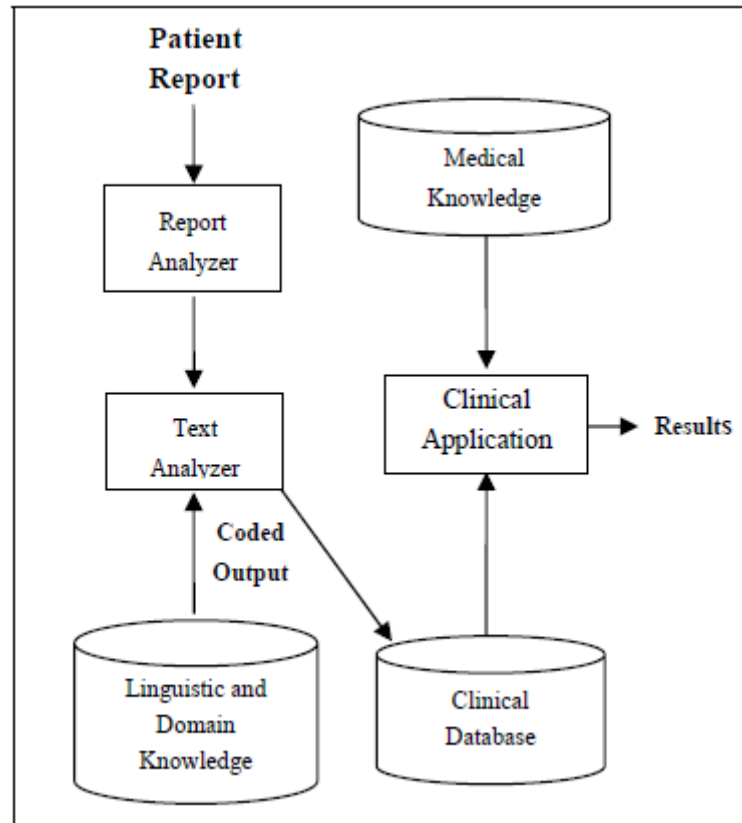 Patient
Report
Report
Analyzer
Text
Analyzer
Coded
Output
Linguistic and
Domain
Knowledge
Medical
Knowledge
Clinical
Application
Results
Clinical
Database